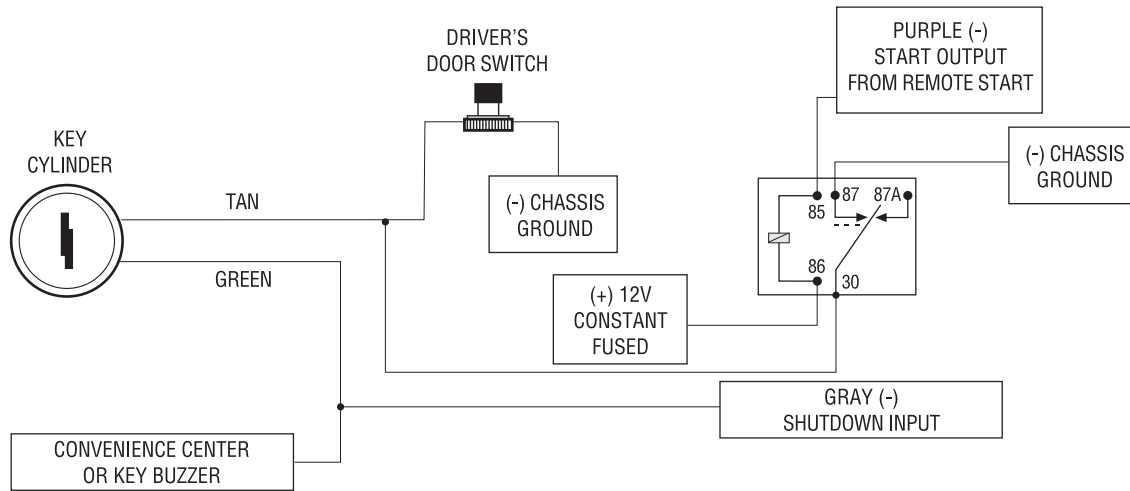 DRIVER'S
DOOR SWITCH
PURPLE (-)
START OUTPUT
FROM REMOTE START
KEY
CYLINDER
(-) CHASSIS
GROUND
TAN
(-) CHASSIS
GROUND
87
87A
85
86
30
GREEN
(+) 12V
CONSTANT
FUSED
GRAY (-)
SHUTDOWN INPUT
CONVENIENCE CENTER
OR KEY BUZZER